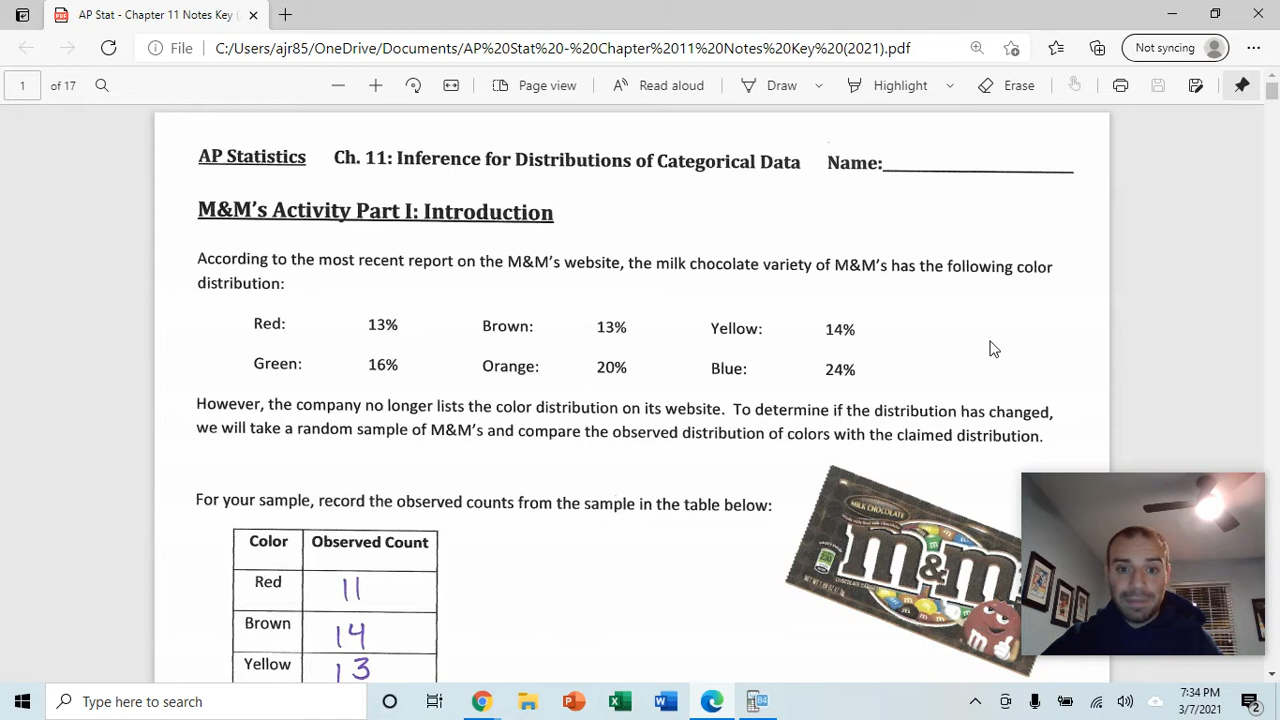 AP Stat - Chapter 11 Notes Key (
File C:/Users/ajr85/OneDrive/Documents/AP%20Stat%20-%20Chapter%2011%20Notes%20Key%20(2021).pdf Not syncing
1 of 17 Page view Read aloud Draw Highlight Erase
AP Statistics Ch. 11: Inference for Distributions of Categorical Data Name:
M&M's Activity Part I: Introduction
According to the most recent report on the M&M's website, the milk chocolate variety of M&M's has the following color
distribution:
Red: 13% Brown: 13% Yellow: 14%
Green: 16% Orange: 20% Blue: 24%
However, the company no longer lists the color distribution on its website. To determine if the distribution has changed,
we will take a random sample of M&M's and compare the observed distribution of colors with the claimed distribution.
For your sample, record the observed counts from the sample in the table below:
Color Observed Count
Red 11
Brown 14
Yellow 13
MILK CHOCOLATE
m&m
Type here to search
84
7:34 PM
3/7/2021
2